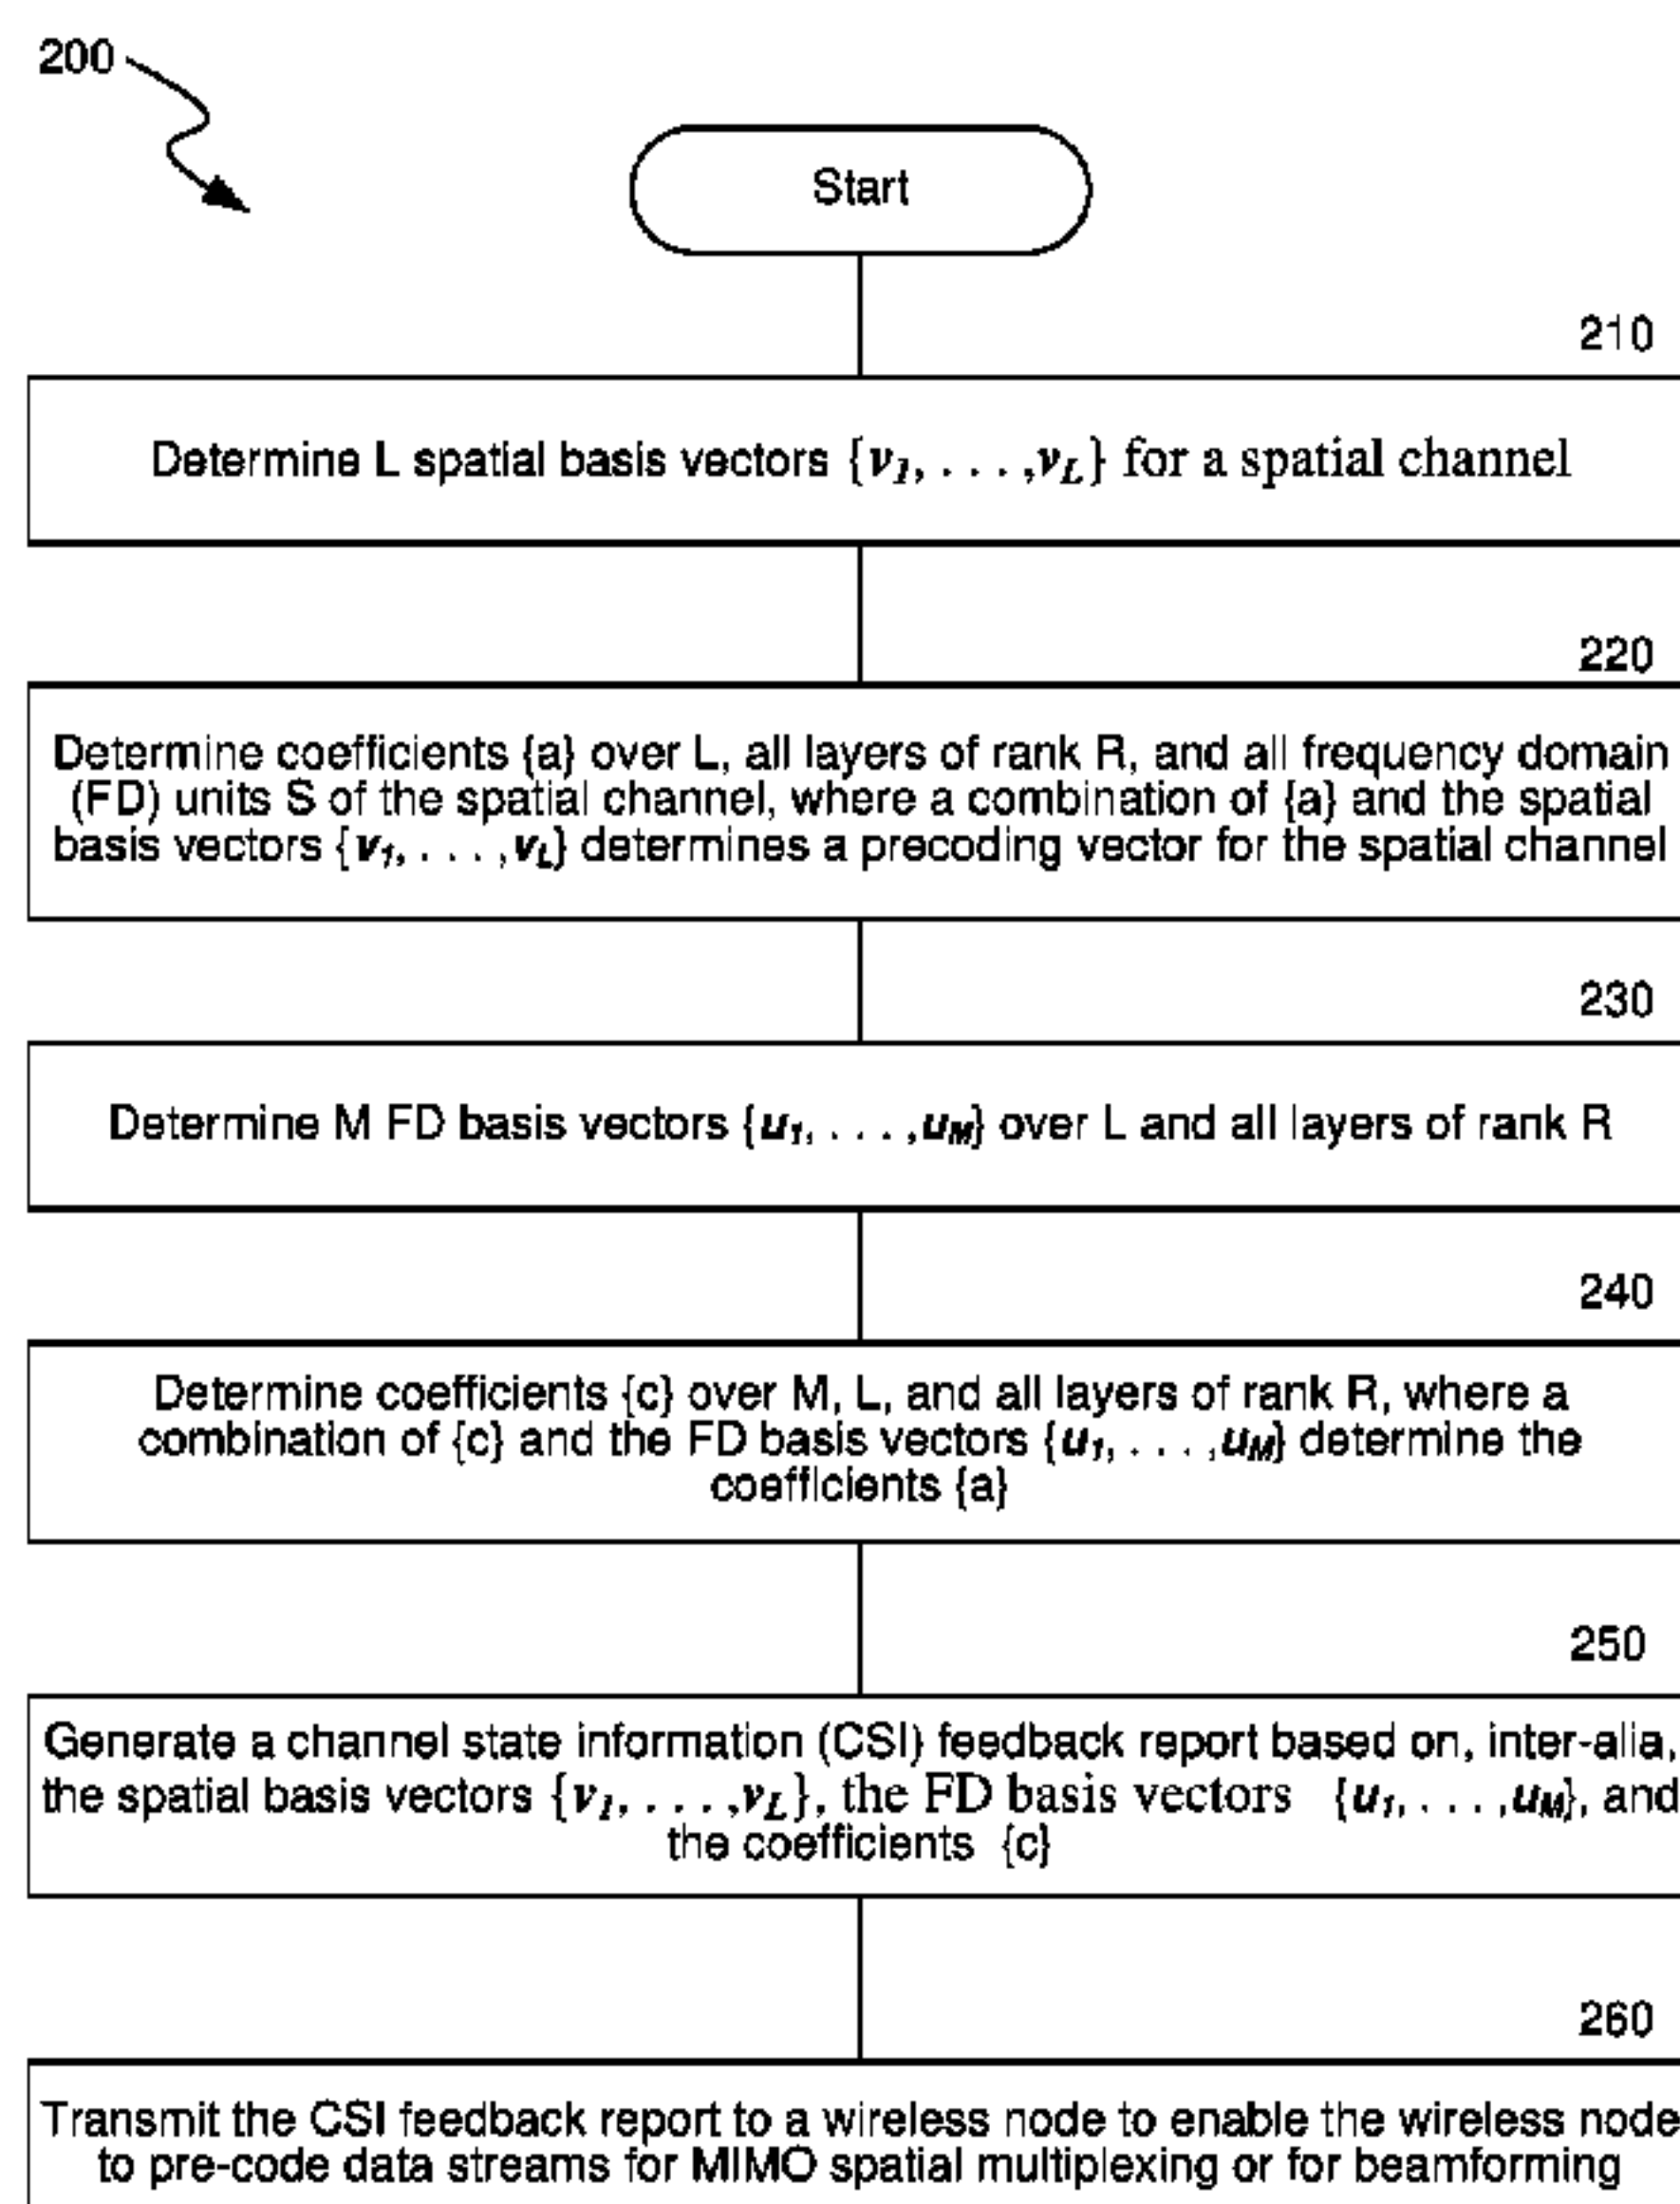 200
Start
210
Determine L spatial basis vectors {v1, . . . ,vL} for a spatial channel
220
Determine coefficients {a} over L, all layers of rank R, and all frequency domain
(FD) units S of the spatial channel, where a combination of {a} and the spatial
basis vectors {v1, . . . ,vL} determines a precoding vector for the spatial channel
230
Determine M FD basis vectors {u1, . . . ,uM} over L and all layers of rank R
240
Determine coefficients {c} over M, L, and all layers of rank R, where a
combination of {c} and the FD basis vectors {u1, . . . ,uM} determine the
coefficients {a}
250
Generate a channel state information (CSI) feedback report based on, inter-alia,
the spatial basis vectors {v1, . . . ,vL}, the FD basis vectors {u1, . . . ,uM}, and
the coefficients {c}
260
Transmit the CSI feedback report to a wireless node to enable the wireless node
to pre-code data streams for MIMO spatial multiplexing or for beamforming